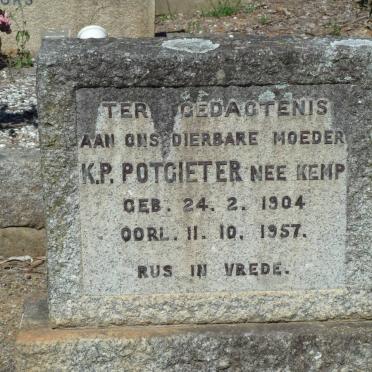 TER GEDAGTENIS
AAN ONS DIERBARE MOEDER
K.P. POTGIETER NEE KEMP
GEB. 24. 2. 1904
OORL. 11. 10. 1957.
RUS IN VREDE.